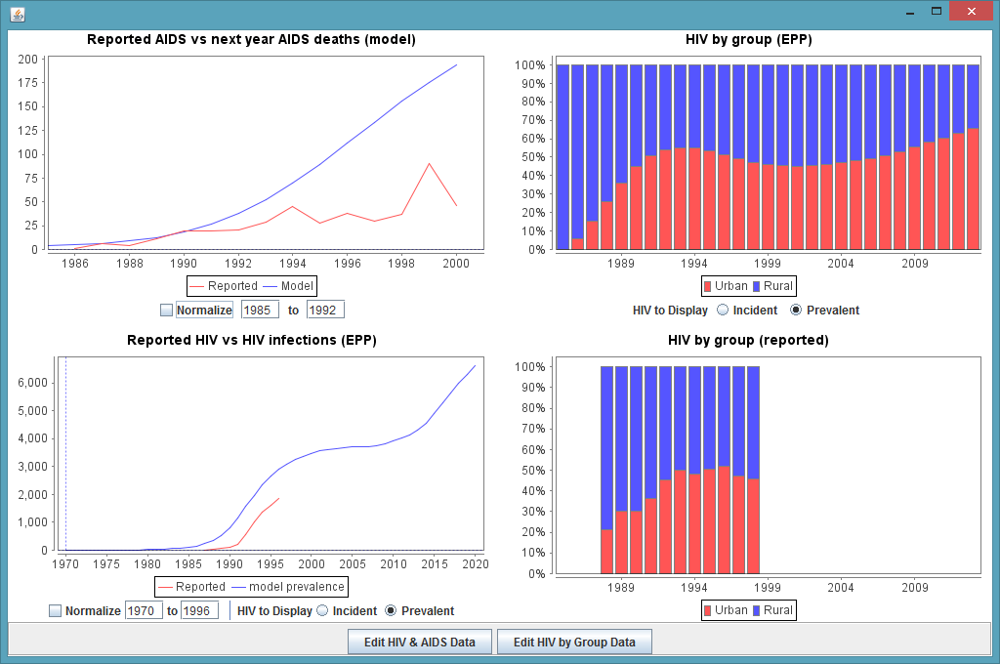 Reported AIDS vs next year AIDS deaths (model)
200
175
150
125
100
75
50
25
0
1986 1988 1990 1992 1994 1996 1998 2000
Reported Model
Normalize 1985 to 1992
HIV by group (EPP)
100%
90%
80%
70%
60%
50%
40%
30%
20%
10%
0%
1989 1994 1999 2004 2009
Urban Rural
HIV to Display Incident Prevalent
Reported HIV vs HIV infections (EPP)
6,000
5,000
4,000
3,000
2,000
1,000
0
1970 1975 1980 1985 1990 1995 2000 2005 2010 2015 2020
Reported model prevalence
Normalize 1970 to 1996 HIV to Display Incident Prevalent
HIV by group (reported)
100%
90%
80%
70%
60%
50%
40%
30%
20%
10%
0%
1989 1994 1999 2004 2009
Urban Rural
Edit HIV & AIDS Data Edit HIV by Group Data